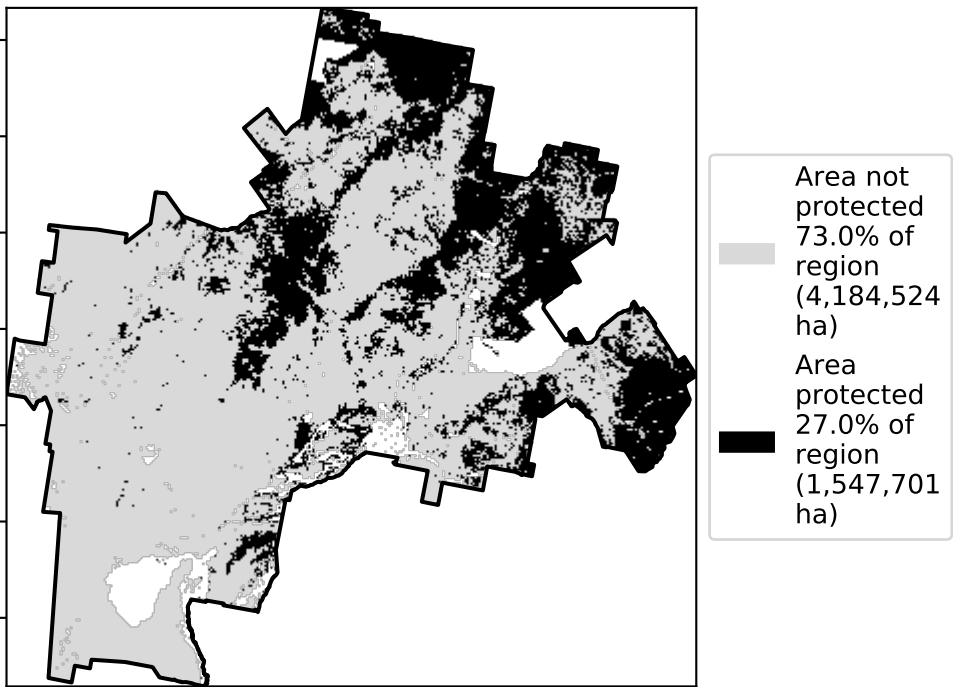 Area not
protected
73.0% of
region
(4,184,524
ha)
Area
protected
27.0% of
region
(1,547,701
ha)